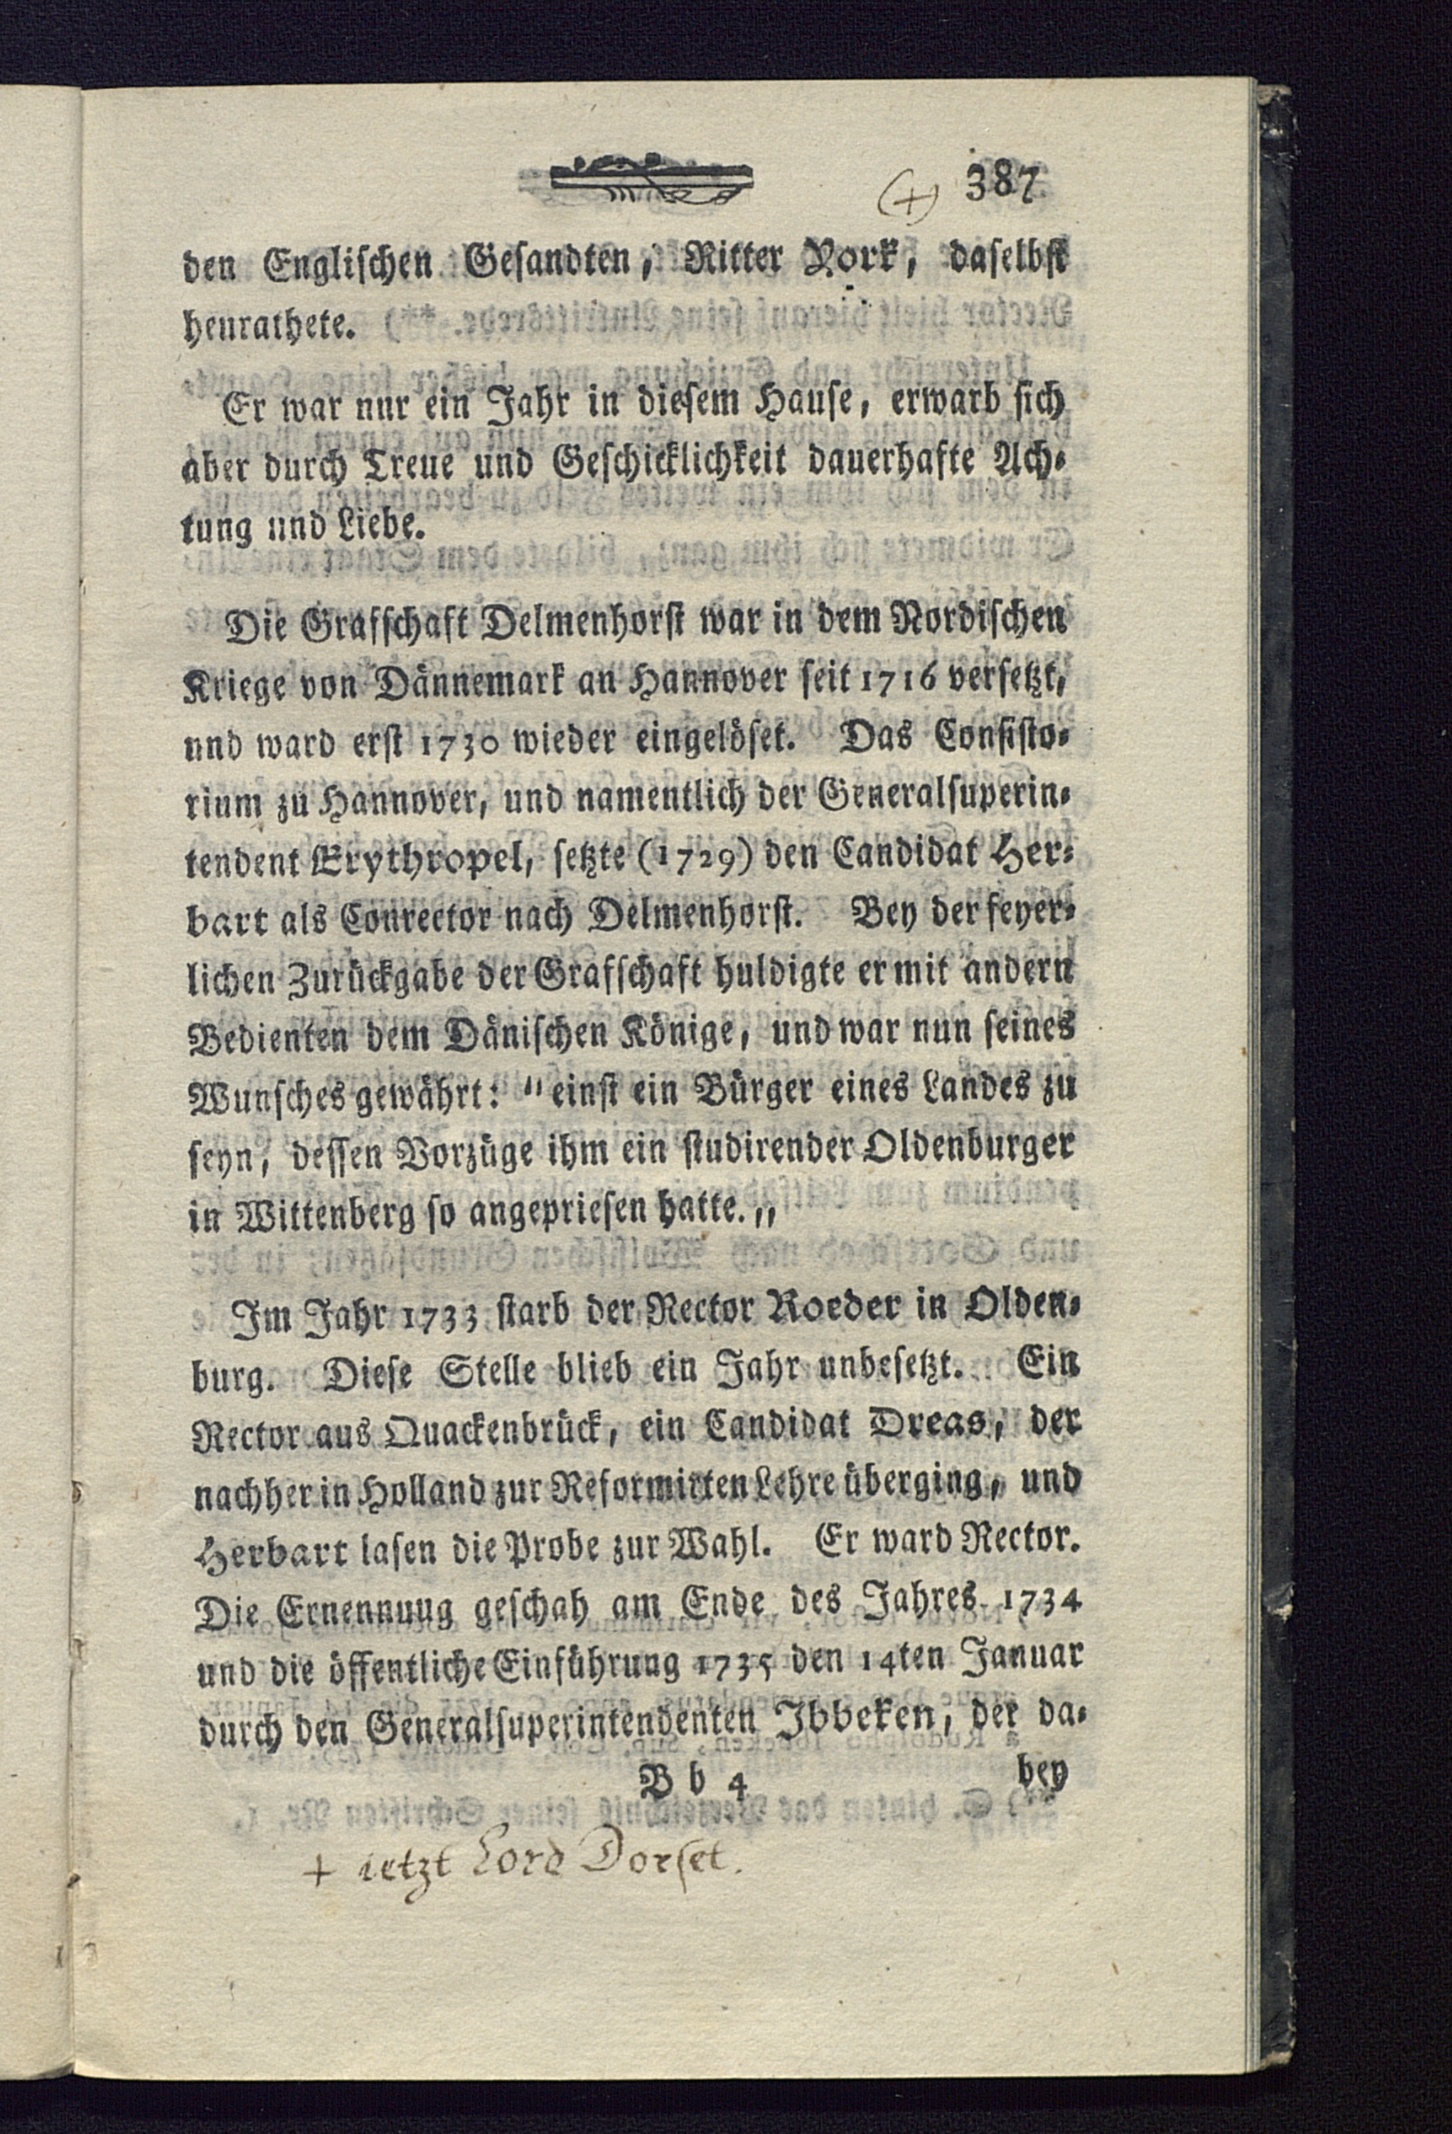 (+) 387
den Englischen Gesandten, Ritter York, daselbst
heurathete.
Er war nur ein Jahr in diesem Hause, erwarb sich
aber durch Treue und Geschicklichkeit dauerhafte Ach-
tung und Liebe.
Die Grafschaft Delmenhorst war in dem Nordischen
Kriege von Dännemark an Hannover seit 1716 versetzt,
und ward erst 1730 wieder eingelöset. Das Consisto-
rium zu Hannover, und namentlich der Generalsuperin-
tendent Erythropel, setzte (1729) den Candidat Her-
bart als Conrector nach Delmenhorst. Bey der feyer-
lichen Zurückgabe der Grafschaft huldigte er mit andern
Bedienten dem Dänischen Könige, und war nun seines
Wunsches gewährt: "einst ein Bürger eines Landes zu
seyn, dessen Vorzüge ihm ein studirender Oldenburger
in Wittenberg so angepriesen hatte.„
Im Jahr 1733 starb der Rector Roeder in Olden-
burg. Diese Stelle blieb ein Jahr unbesetzt. Ein
Rector aus Quackenbrück, ein Candidat Dreas, der
nachher in Holland zur Reformirten Lehre überging, und
Herbart lasen die Probe zur Wahl. Er ward Rector.
Die Ernennuug geschah am Ende des Jahres 1734
und die öffentliche Einführung 1735 den 14ten Januar
durch den Generalsuperintendenten Ibbeken, der da-
B b 4 bey
+ ietzt Lord Dorset.